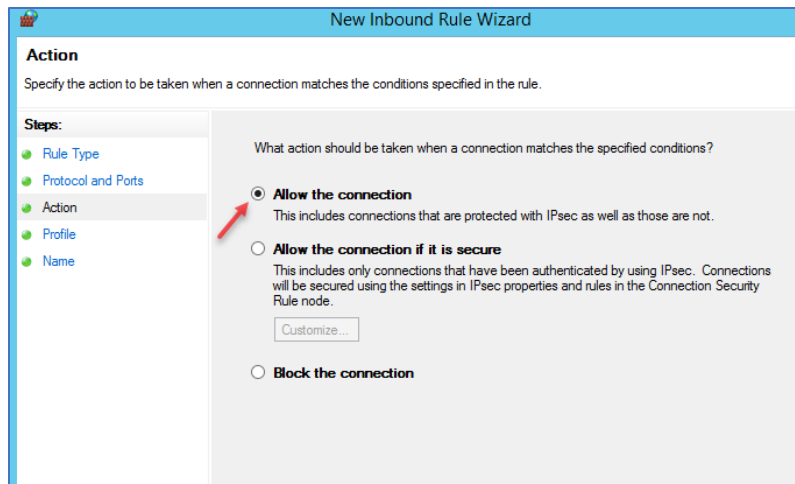 New Inbound Rule Wizard
Action
Specify the action to be taken when a connection matches the conditions specified in the rule.
Steps:
Rule Type
Protocol and Ports
Action
Profile
Name
What action should be taken when a connection matches the specified conditions?
Allow the connection
This includes connections that are protected with IPsec as well as those are not.
Allow the connection if it is secure
This includes only connections that have been authenticated by using IPsec. Connections
will be secured using the settings in IPsec properties and rules in the Connection Security
Rule node.
Customize...
Block the connection